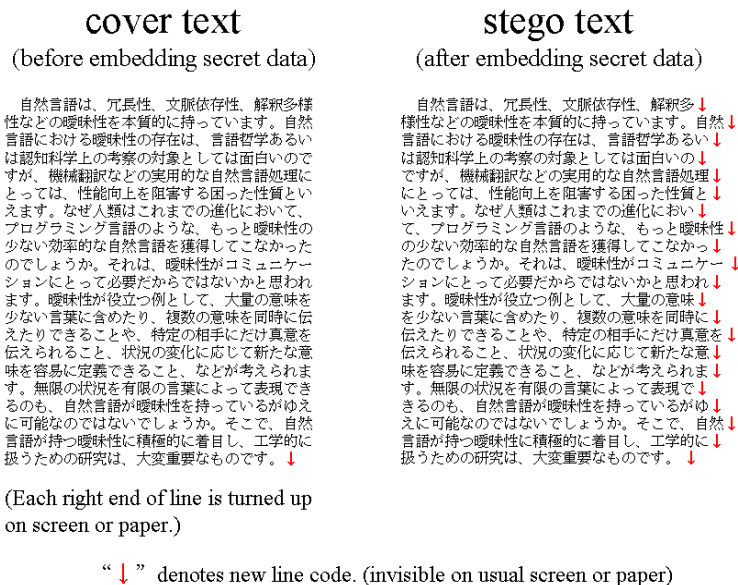 cover text
(before embedding secret data)
自然言語は、冗長性、文脈依存性、解釈多様
性などの曖昧性を本質的に持っています。自然
言語における曖昧性の存在は、言語哲学あるい
は認知科学上の考察の対象としては面白いので
すが、機械翻訳などの実用的な自然言語処理に
とっては、性能向上を阻害する困った性質とい
えます。なぜ人類はこれまでの進化において、
プログラミング言語のような、もっと曖昧性の
少ない効率的な自然言語を獲得してこなかった
のでしょうか。それは、曖昧性がコミュニケー
ションにとって必要だからではないかと思われ
ます。曖昧性が役立つ例として、大量の意味を
少ない言葉に含めたり、複数の意味を同時に伝
えたりできることや、特定の相手にだけ真意を
伝えられること、状況の変化に応じて新たな意
味を容易に定義できること、などが考えられま
す。無限の状況を有限の言葉によって表現でき
るのも、自然言語が曖昧性を持っているがゆえ
に可能なのではないでしょうか。そこで、自然
言語が持つ曖昧性に積極的に着目し、工学的に
扱うための研究は、大変重要なものです。↓
(Each right end of line is turned up
on screen or paper.)
stego text
(after embedding secret data)
自然言語は、冗長性、文脈依存性、解釈多↓
様性などの曖昧性を本質的に持っています。自然↓
言語における曖昧性の存在は、言語哲学あるい↓
は認知科学上の考察の対象としては面白いの↓
ですが、機械翻訳などの実用的な自然言語処理↓
にとっては、性能向上を阻害する困った性質と↓
いえます。なぜ人類はこれまでの進化におい↓
て、プログラミング言語のような、もっと曖昧性↓
の少ない効率的な自然言語を獲得してこなかっ↓
たのでしょうか。それは、曖昧性がコミュニケー↓
ションにとって必要だからではないかと思われ↓
ます。曖昧性が役立つ例として、大量の意味↓
を少ない言葉に含めたり、複数の意味を同時に↓
伝えたりできることや、特定の相手にだけ真意を↓
伝えられること、状況の変化に応じて新たな意↓
味を容易に定義できること、などが考えられま↓
す。無限の状況を有限の言葉によって表現で↓
きるのも、自然言語が曖昧性を持っているがゆ↓
えに可能なのではないでしょうか。そこで、自然↓
言語が持つ曖昧性に積極的に着目し、工学的に↓
扱うための研究は、大変重要なものです。↓
“↓” denotes new line code. (invisible on usual screen or paper)